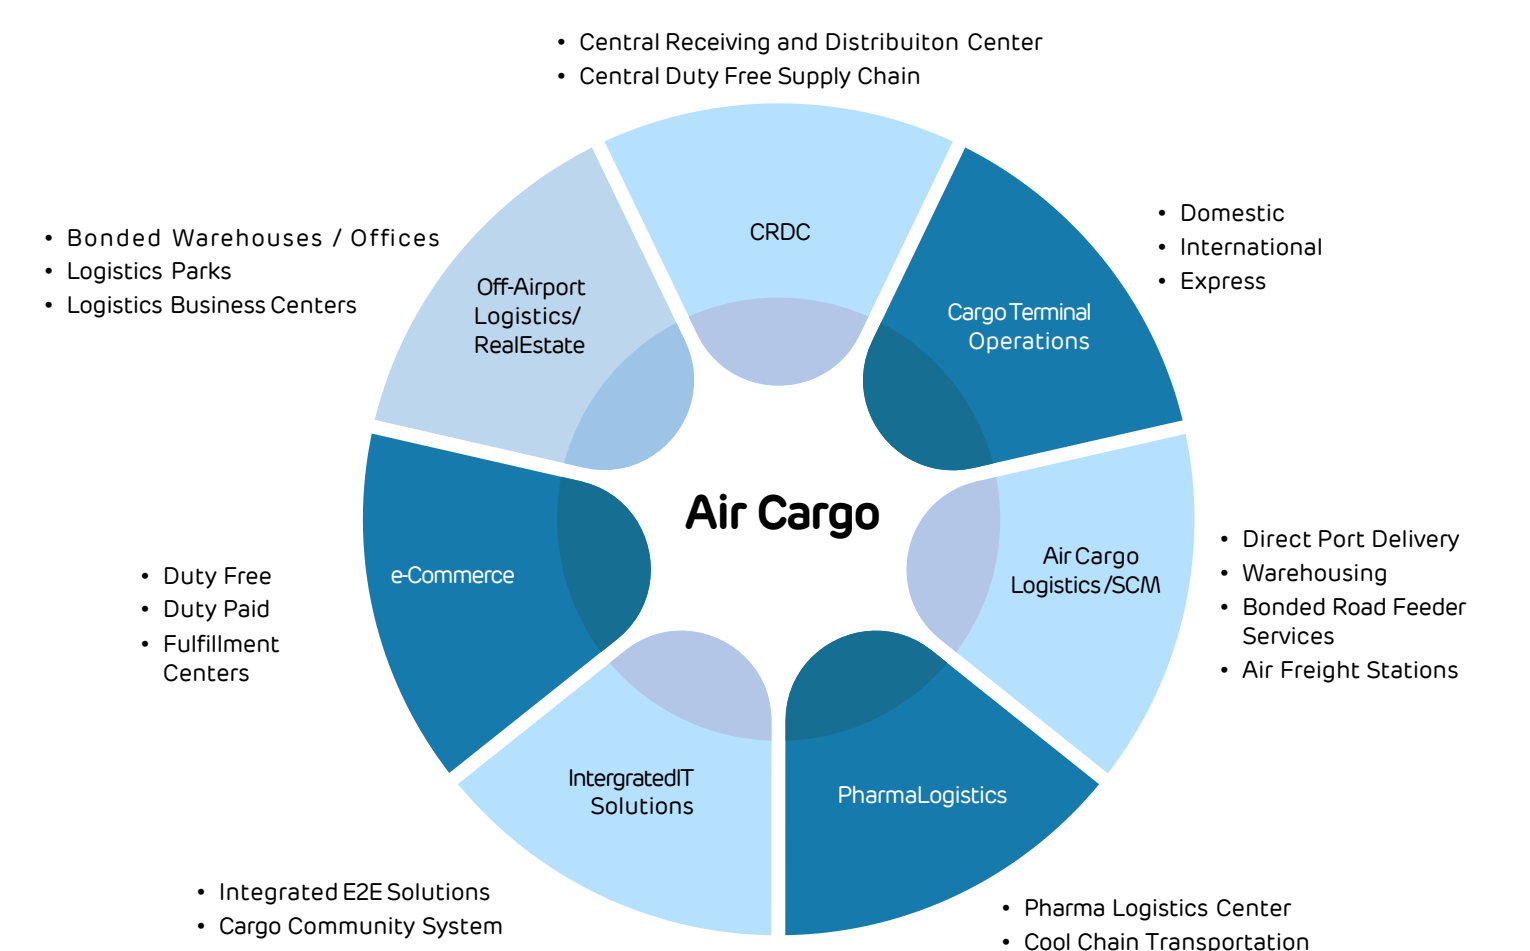 • Central Receiving and Distribuiton Center
• Central Duty Free Supply Chain
CRDC
• Domestic
• International
• Express
Cargo Terminal
Operations
• Bonded Warehouses / Offices
• Logistics Parks
• Logistics Business Centers
Off-Airport
Logistics/
RealEstate
Air Cargo
Air Cargo
Logistics /SCM
• Direct Port Delivery
• Warehousing
• Bonded Road Feeder
Services
• Air Freight Stations
e-Commerce
• Duty Free
• Duty Paid
• Fulfillment
Centers
IntergratedIT
Solutions
PharmaLogistics
• Integrated E2E Solutions
• Cargo Community System
• Pharma Logistics Center
• Cool Chain Transportation